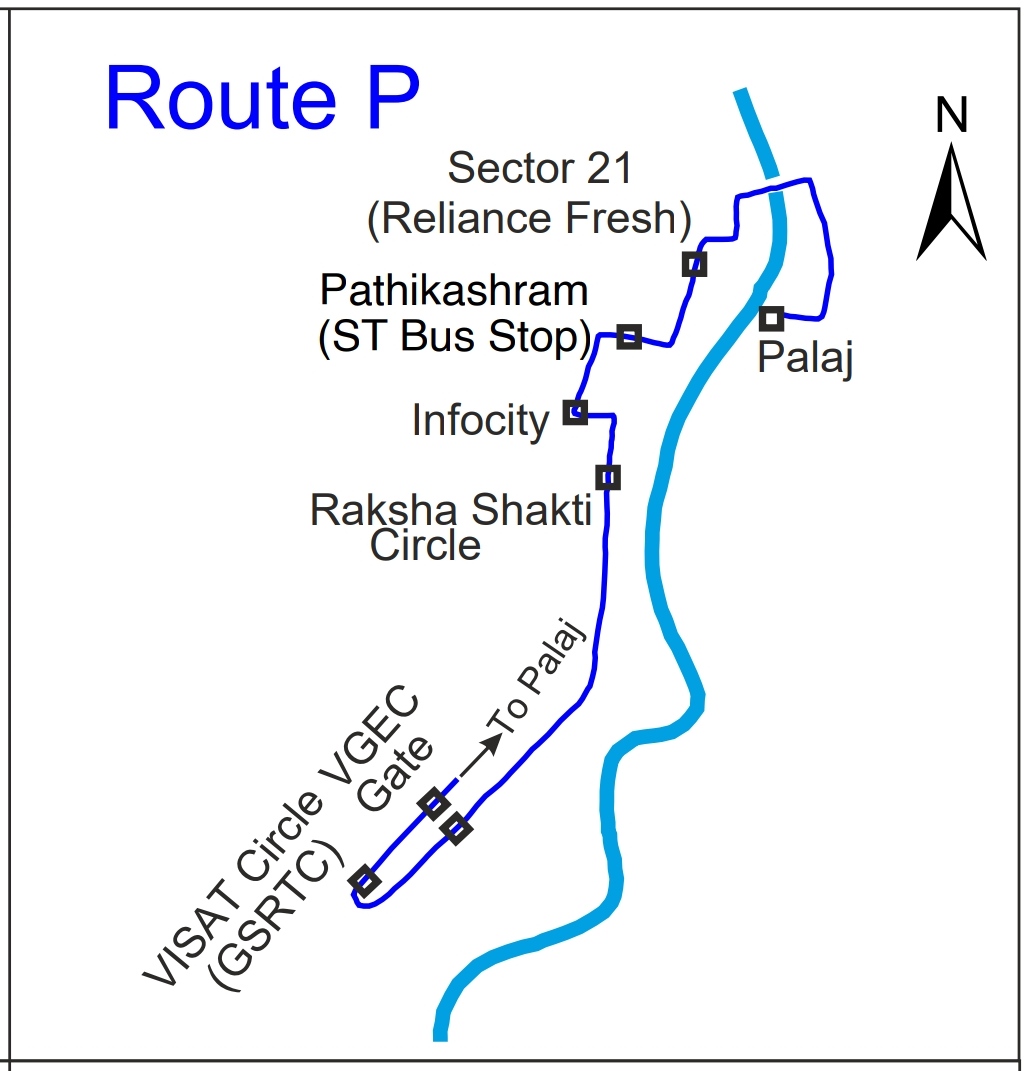 Route P
N
Sector 21
(Reliance Fresh)
Pathikashram
(ST Bus Stop)
Palaj
Infocity
Raksha Shakti
Circle
To Palaj
VGEC
Gate
VISAT Circle
(GSRTC)